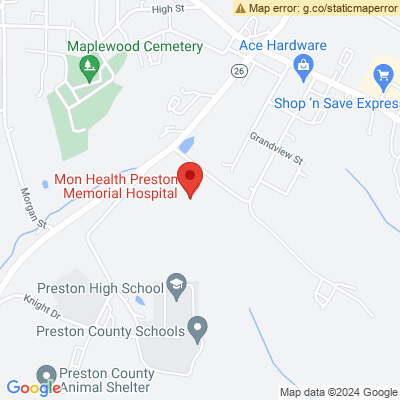 Map error: g.co/staticmaperror
High St
Maplewood Cemetery
Ace Hardware
26
Shop 'n Save Express
Grandview St
Mon Health Preston
Memorial Hospital
Morgan St
Preston High School
Knight Dr
Preston County Schools
Preston County
Animal Shelter
Google
Map data ©2024 Google